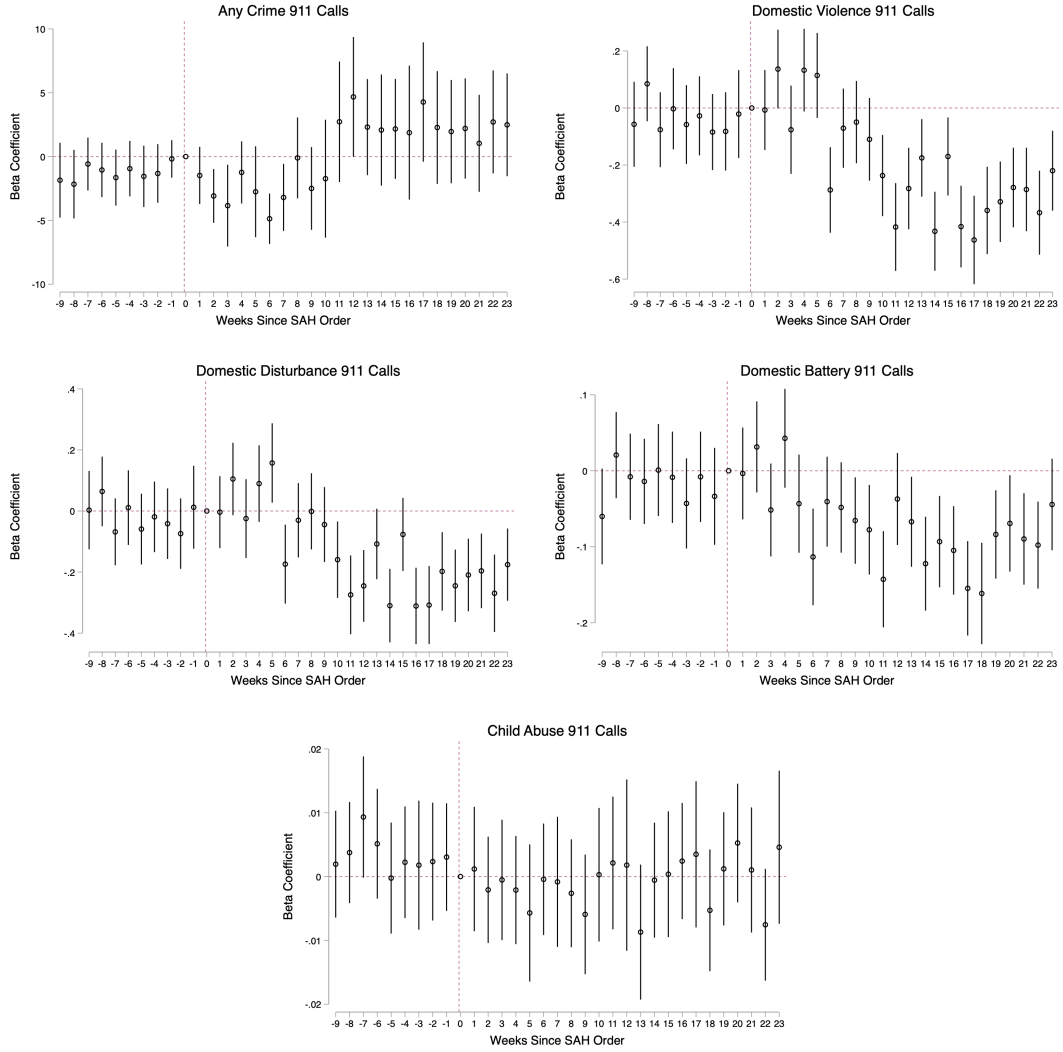 Any Crime 911 Calls
10
5
0
-5
-10
Beta Coefficient
-9 -8 -7 -6 -5 -4 -3 -2 -1 0 1 2 3 4 5 6 7 8 9 10 11 12 13 14 15 16 17 18 19 20 21 22 23
Weeks Since SAH Order
Domestic Violence 911 Calls
.2
0
-.2
-.4
-.6
Beta Coefficient
-9 -8 -7 -6 -5 -4 -3 -2 -1 0 1 2 3 4 5 6 7 8 9 10 11 12 13 14 15 16 17 18 19 20 21 22 23
Weeks Since SAH Order
Domestic Disturbance 911 Calls
.4
.2
0
-.2
-.4
Beta Coefficient
-9 -8 -7 -6 -5 -4 -3 -2 -1 0 1 2 3 4 5 6 7 8 9 10 11 12 13 14 15 16 17 18 19 20 21 22 23
Weeks Since SAH Order
Domestic Battery 911 Calls
.1
0
-.1
-.2
Beta Coefficient
-9 -8 -7 -6 -5 -4 -3 -2 -1 0 1 2 3 4 5 6 7 8 9 10 11 12 13 14 15 16 17 18 19 20 21 22 23
Weeks Since SAH Order
Child Abuse 911 Calls
.02
.01
0
-.01
-.02
Beta Coefficient
-9 -8 -7 -6 -5 -4 -3 -2 -1 0 1 2 3 4 5 6 7 8 9 10 11 12 13 14 15 16 17 18 19 20 21 22 23
Weeks Since SAH Order